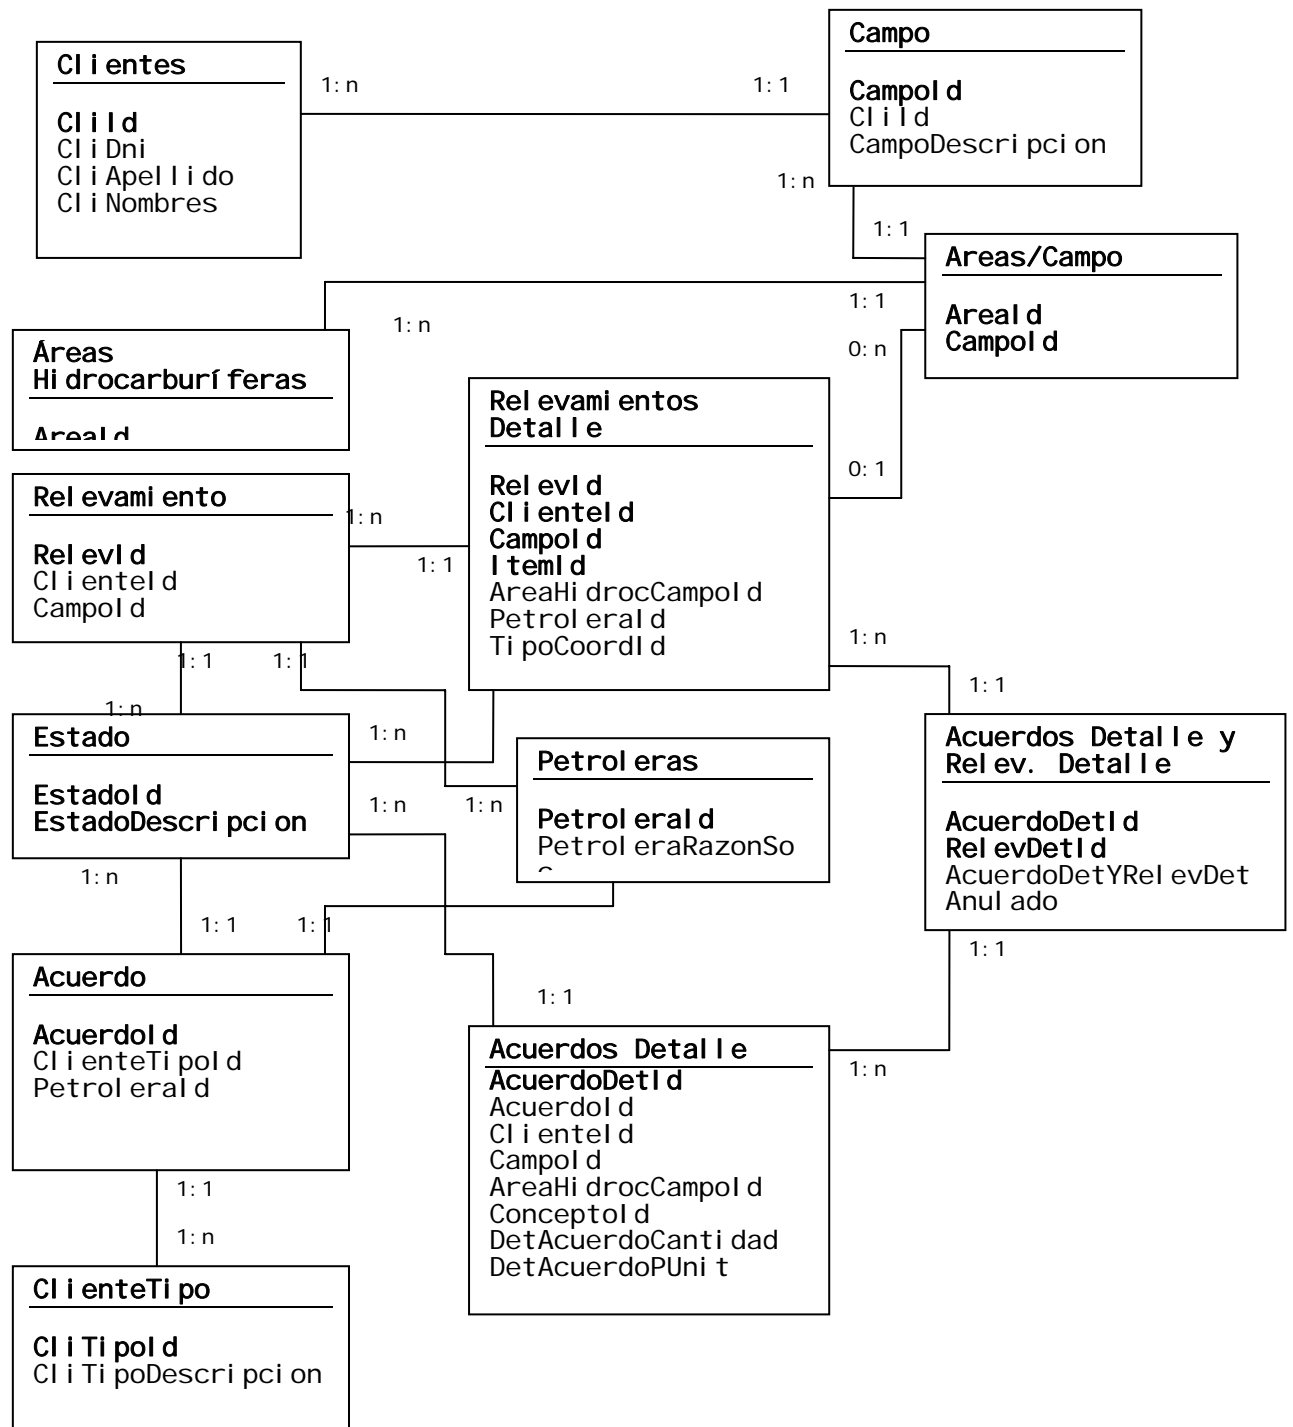 Clientes
CliId
CliDni
CliApellido
CliNombres
1:n
1:1
Campo
CampoId
CliId
CampoDescripcion
1:n
1:1
Areas/Campo
AreaId
CampoId
1:1
1:n
0:n
0:1
Áreas
Hidrocarburíferas
AreaId
Relevamientos
Detalle
RelevId
ClienteId
CampoId
ItemId
AreaHidrocCampoId
PetroleraId
TipoCoordId
Relevamiento
RelevId
ClienteId
CampoId
1:n
1:1
1:1
1:1
1:n
1:n
1:1
1:n
Estado
EstadoId
EstadoDescripcion
1:n
1:n
1:n
Petroleras
PetroleraId
PetroleraRazonSo
Acuerdos Detalle y
Relev. Detalle
AcuerdoDetId
RelevDetId
AcuerdoDetYRelevDet
Anulado
1:n
1:1
1:1
1:1
1:1
Acuerdo
AcuerdoId
ClienteTipoId
PetroleraId
Acuerdos Detalle
AcuerdoDetId
AcuerdoId
ClienteId
CampoId
AreaHidrocCampoId
ConceptoId
DetAcuerdoCantidad
DetAcuerdoPUnit
1:n
1:1
1:n
ClienteTipo
CliTipoId
CliTipoDescripcion